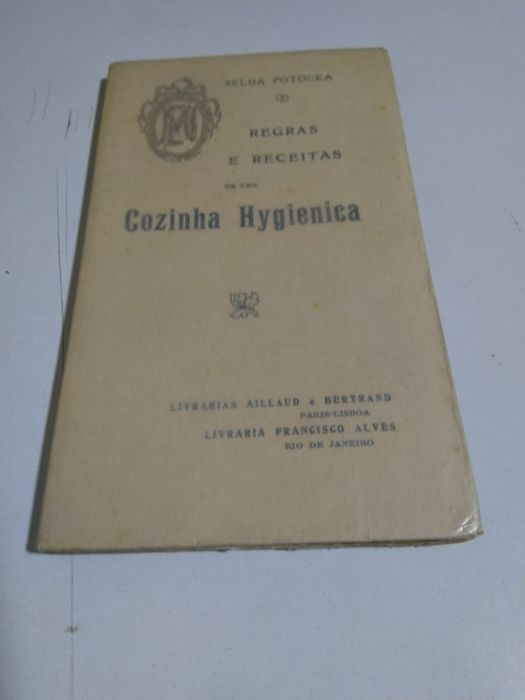 SELDA POTOCKA
REGRAS
E RECEITAS
DE UMA
Cozinha Hygienica
LIVRARIAS AILLAUD e BERTRAND
PARIS-LISBOA
LIVRARIA FRANCISCO ALVES
RIO DE JANEIRO